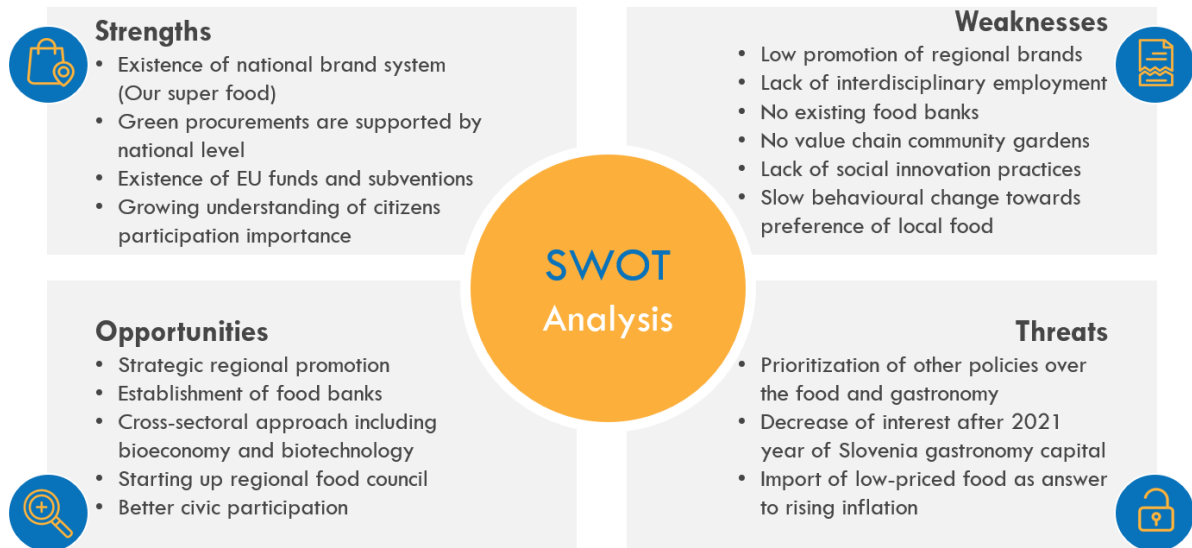 Strengths
• Existence of national brand system
(Our super food)
• Green procurements are supported by
national level
• Existence of EU funds and subventions
• Growing understanding of citizens
participation importance
Weaknesses
• Low promotion of regional brands
• Lack of interdisciplinary employment
• No existing food banks
• No value chain community gardens
• Lack of social innovation practices
• Slow behavioural change towards
preference of local food
SWOT
Analysis
Opportunities
• Strategic regional promotion
• Establishment of food banks
• Cross-sectoral approach including
bioeconomy and biotechnology
• Starting up regional food council
• Better civic participation
Threats
• Prioritization of other policies over
the food and gastronomy
• Decrease of interest after 2021
year of Slovenia gastronomy capital
• Import of low-priced food as answer
to rising inflation